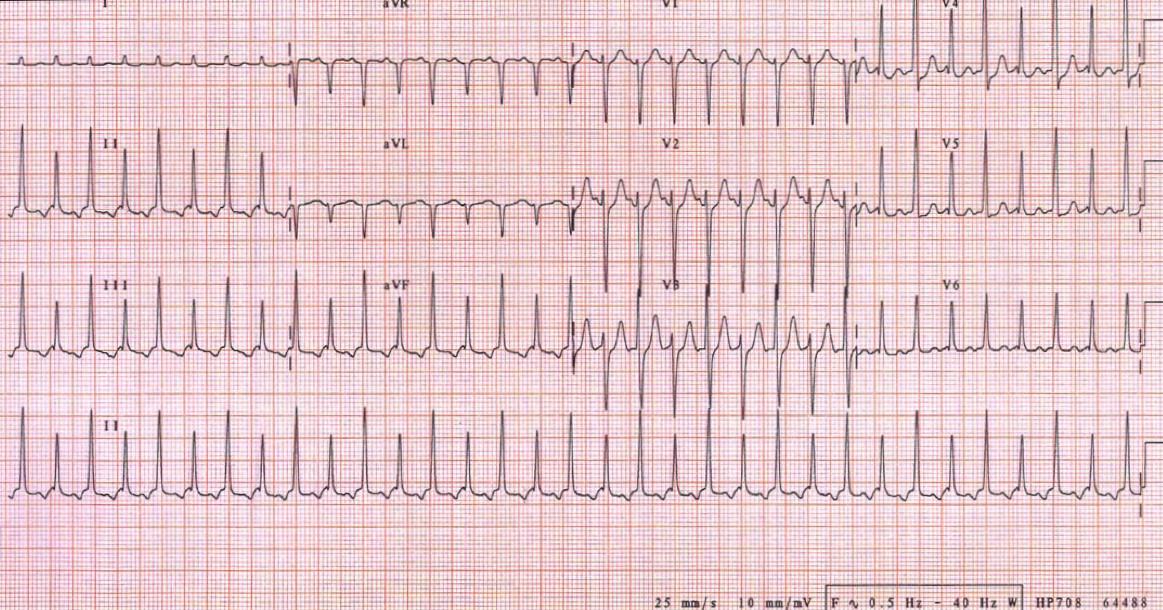 I aVR V1 V4
II aVL V2 V5
III aVF V3 V6
II
25 mm/s 10 mm/mV F ∿ 0.5 Hz - 40 Hz W HP708 64488